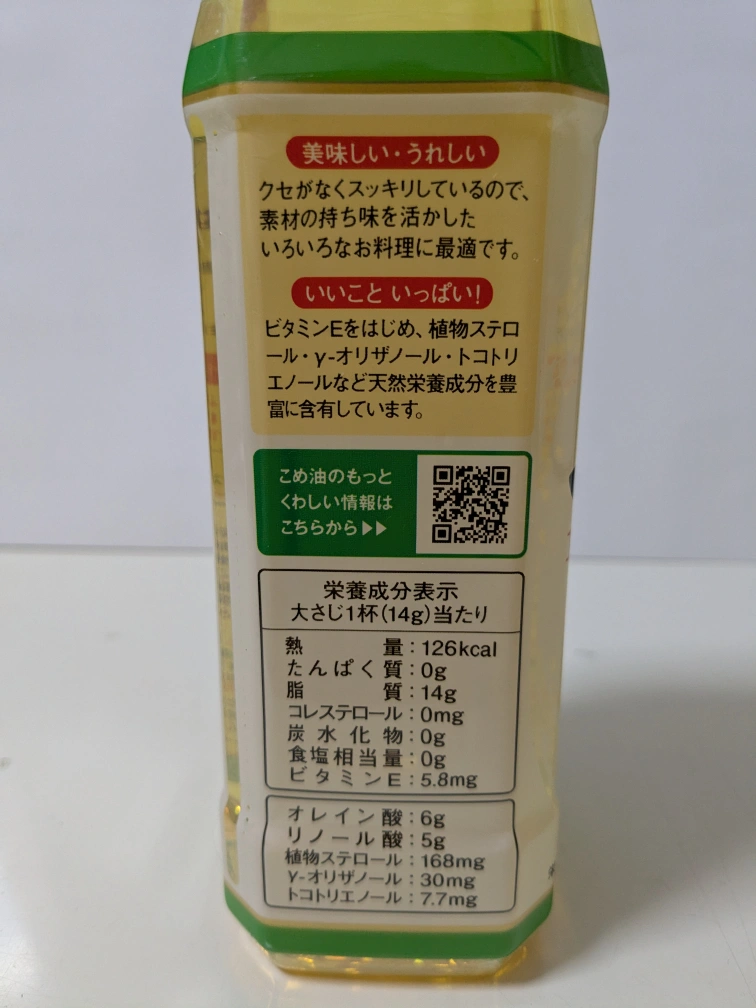 美味しい・うれしい
クセがなくスッキリしているので、
素材の持ち味を活かした
いろいろなお料理に最適です。
いいこと いっぱい!
ビタミンEをはじめ、植物ステロ
ール・γ-オリザノール・トコトリ
エノールなど天然栄養成分を豊
富に含有しています。
こめ油のもっと
くわしい情報は
こちらから▶▶
栄養成分表示
大さじ1杯(14g)当たり
熱量:126kcal
たんぱく質:0g
脂質:14g
コレステロール:0mg
炭水化物:0g
食塩相当量:0g
ビタミンE:5.8mg
オレイン酸:6g
リノール酸:5g
植物ステロール:168mg
γ-オリザノール:30mg
トコトリエノール:7.7mg